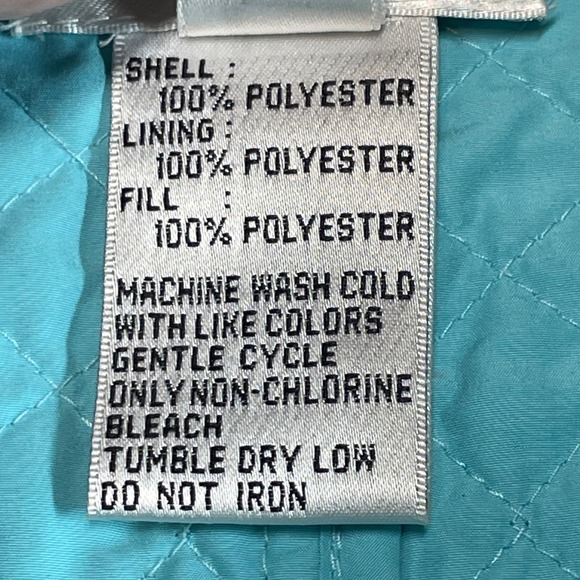 SHELL :
100% POLYESTER
LINING :
100% POLYESTER
FILL :
100% POLYESTER
MACHINE WASH COLD
WITH LIKE COLORS
GENTLE CYCLE
ONLY NON-CHLORINE
BLEACH
TUMBLE DRY LOW
DO NOT IRON